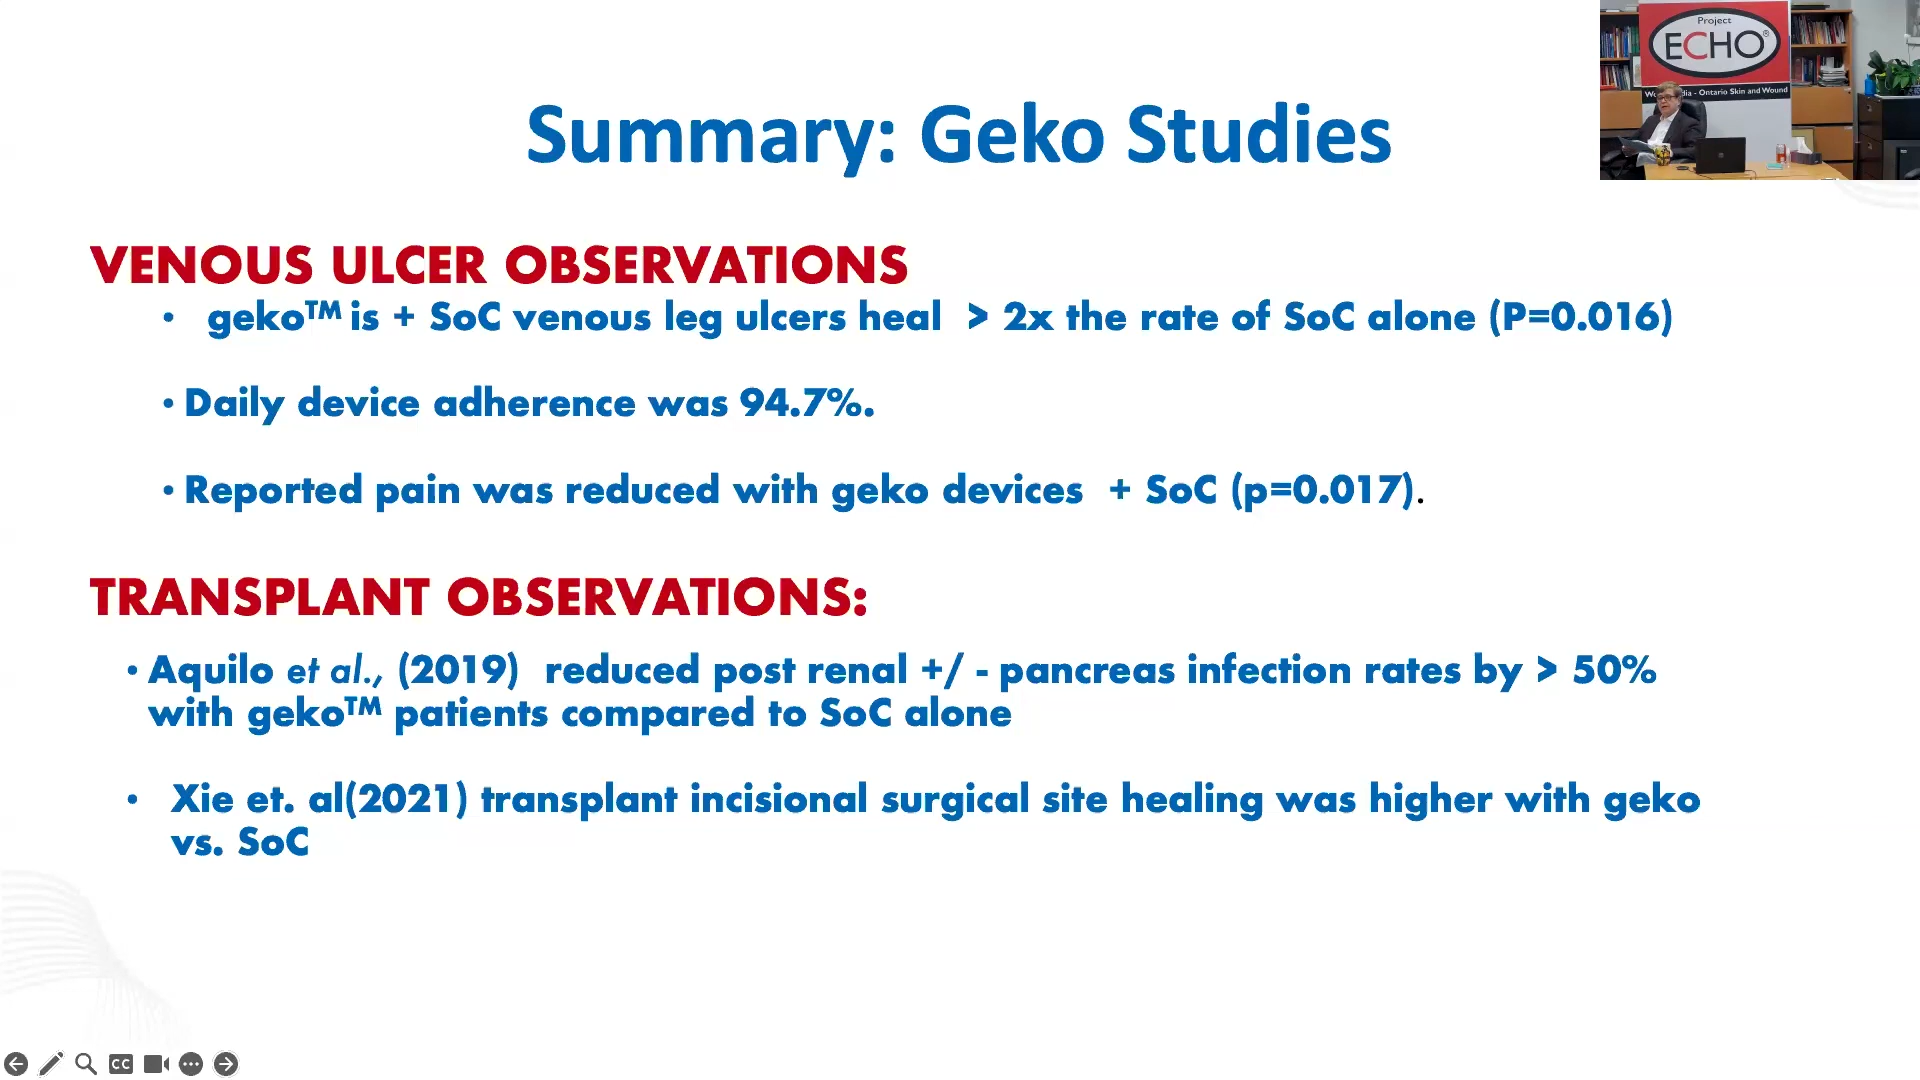 Project
ECHO®
dia - Ontario Skin and Wound
Summary: Geko Studies
VENOUS ULCER OBSERVATIONS
• geko™ is + SoC venous leg ulcers heal > 2x the rate of SoC alone (P=0.016)
• Daily device adherence was 94.7%.
• Reported pain was reduced with geko devices + SoC (p=0.017).
TRANSPLANT OBSERVATIONS:
• Aquilo et al., (2019) reduced post renal +/ - pancreas infection rates by > 50%
with geko™ patients compared to SoC alone
• Xie et. al(2021) transplant incisional surgical site healing was higher with geko
vs. SoC
CC